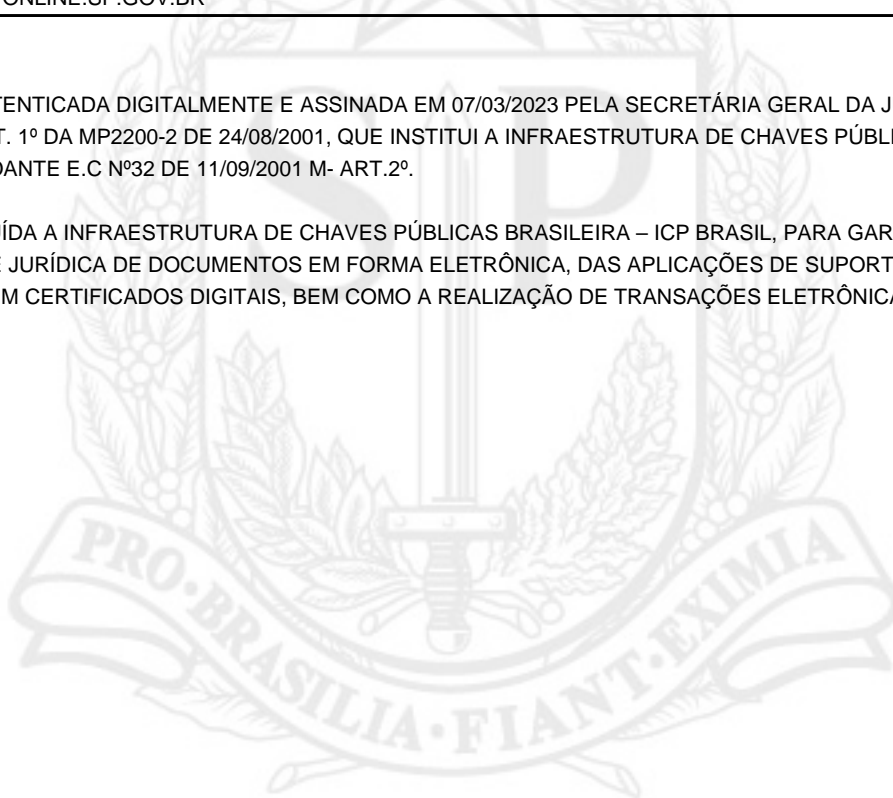 ONLINE.SP.GOV.BR
TENTICADA DIGITALMENTE E ASSINADA EM 07/03/2023 PELA SECRETÁRIA GERAL DA J
T. 1º DA MP2200-2 DE 24/08/2001, QUE INSTITUI A INFRAESTRUTURA DE CHAVES PÚBL
DANTE E.C Nº32 DE 11/09/2001 M- ART.2º.
ÍDA A INFRAESTRUTURA DE CHAVES PÚBLICAS BRASILEIRA – ICP BRASIL, PARA GAR
E JURÍDICA DE DOCUMENTOS EM FORMA ELETRÔNICA, DAS APLICAÇÕES DE SUPORT
M CERTIFICADOS DIGITAIS, BEM COMO A REALIZAÇÃO DE TRANSAÇÕES ELETRÔNICA
SP
PRO·BRASILIA·FIANT·EXIMIA